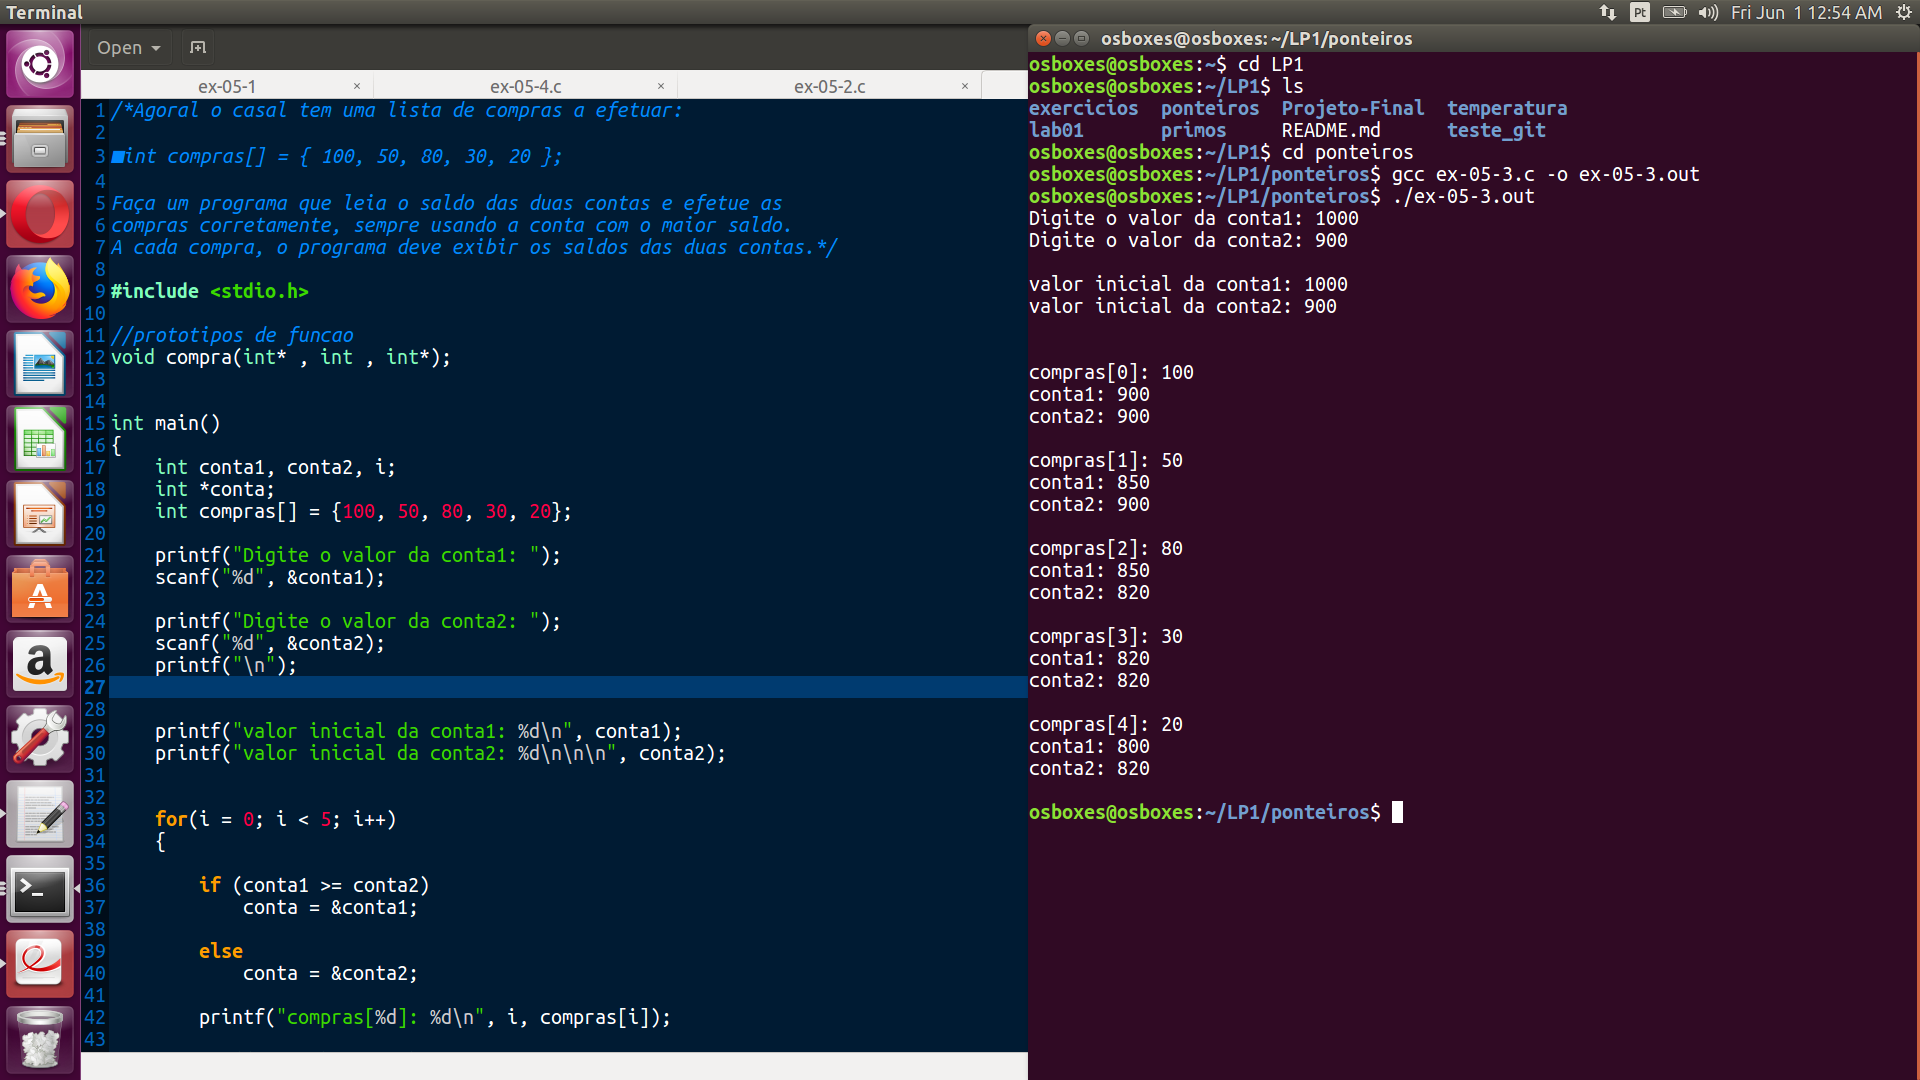 Terminal
Pt
Fri Jun 1 12:54 AM
Open
ex-05-1 × ex-05-4.c × ex-05-2.c ×
1 /*Agoral o casal tem uma lista de compras a efetuar:
2
3 int compras[] = { 100, 50, 80, 30, 20 };
4
5 Faça um programa que leia o saldo das duas contas e efetue as
6 compras corretamente, sempre usando a conta com o maior saldo.
7 A cada compra, o programa deve exibir os saldos das duas contas.*/
8
9 #include <stdio.h>
10
11 //prototipos de funcao
12 void compra(int* , int , int*);
13
14
15 int main()
16 {
17     int conta1, conta2, i;
18     int *conta;
19     int compras[] = {100, 50, 80, 30, 20};
20
21     printf("Digite o valor da conta1: ");
22     scanf("%d", &conta1);
23
24     printf("Digite o valor da conta2: ");
25     scanf("%d", &conta2);
26     printf("\n");
27
28
29     printf("valor inicial da conta1: %d\n", conta1);
30     printf("valor inicial da conta2: %d\n\n\n", conta2);
31
32
33     for(i = 0; i < 5; i++)
34     {
35
36         if (conta1 >= conta2)
37             conta = &conta1;
38
39         else
40             conta = &conta2;
41
42         printf("compras[%d]: %d\n", i, compras[i]);
43
osboxes@osboxes: ~/LP1/ponteiros
osboxes@osboxes:~$ cd LP1
osboxes@osboxes:~/LP1$ ls
exercicios  ponteiros  Projeto-Final  temperatura
lab01       primos     README.md      teste_git
osboxes@osboxes:~/LP1$ cd ponteiros
osboxes@osboxes:~/LP1/ponteiros$ gcc ex-05-3.c -o ex-05-3.out
osboxes@osboxes:~/LP1/ponteiros$ ./ex-05-3.out
Digite o valor da conta1: 1000
Digite o valor da conta2: 900

valor inicial da conta1: 1000
valor inicial da conta2: 900


compras[0]: 100
conta1: 900
conta2: 900

compras[1]: 50
conta1: 850
conta2: 900

compras[2]: 80
conta1: 850
conta2: 820

compras[3]: 30
conta1: 820
conta2: 820

compras[4]: 20
conta1: 800
conta2: 820

osboxes@osboxes:~/LP1/ponteiros$